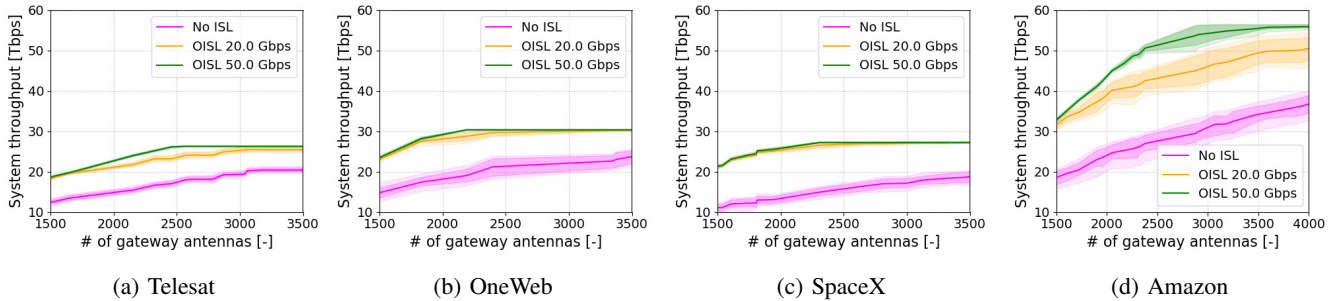 System throughput [Tbps]
60
50
40
30
20
10
No ISL
OISL 20.0 Gbps
OISL 50.0 Gbps
1500 2000 2500 3000 3500
# of gateway antennas [-]
(a) Telesat
System throughput [Tbps]
60
50
40
30
20
10
No ISL
OISL 20.0 Gbps
OISL 50.0 Gbps
1500 2000 2500 3000 3500
# of gateway antennas [-]
(b) OneWeb
System throughput [Tbps]
60
50
40
30
20
10
No ISL
OISL 20.0 Gbps
OISL 50.0 Gbps
1500 2000 2500 3000 3500
# of gateway antennas [-]
(c) SpaceX
System throughput [Tbps]
60
50
40
30
20
10
No ISL
OISL 20.0 Gbps
OISL 50.0 Gbps
1500 2000 2500 3000 3500 4000
# of gateway antennas [-]
(d) Amazon